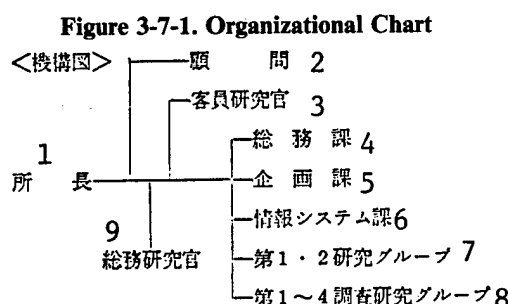 Figure 3-7-1. Organizational Chart
<機構図>
顧 問 2
客員研究官 3
総 務 課 4
1
所 長
企 画 課 5
情報システム課 6
9
総務研究官
第1・2研究グループ 7
第1~4調査研究グループ 8